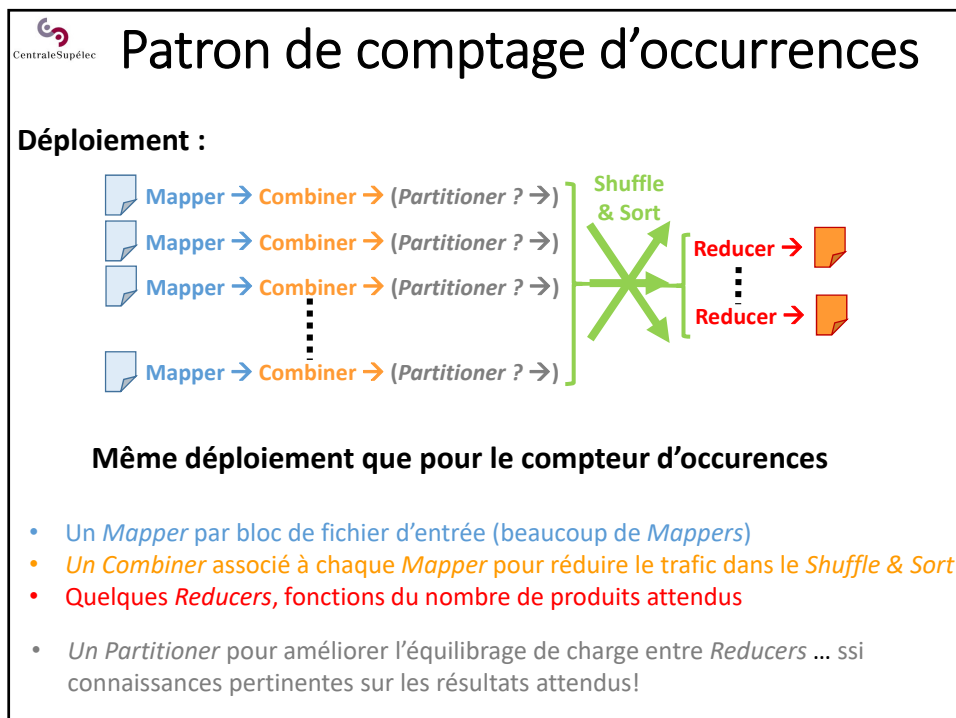 CentraleSupélec
Patron de comptage d’occurrences
Déploiement :
Mapper → Combiner → (Partitioner ? →)
Mapper → Combiner → (Partitioner ? →)
Mapper → Combiner → (Partitioner ? →)
Mapper → Combiner → (Partitioner ? →)
Shuffle
& Sort
Reducer →
Reducer →
Même déploiement que pour le compteur d’occurences
• Un Mapper par bloc de fichier d’entrée (beaucoup de Mappers)
• Un Combiner associé à chaque Mapper pour réduire le trafic dans le Shuffle & Sort
• Quelques Reducers, fonctions du nombre de produits attendus
• Un Partitioner pour améliorer l’équilibrage de charge entre Reducers … ssi
connaissances pertinentes sur les résultats attendus!